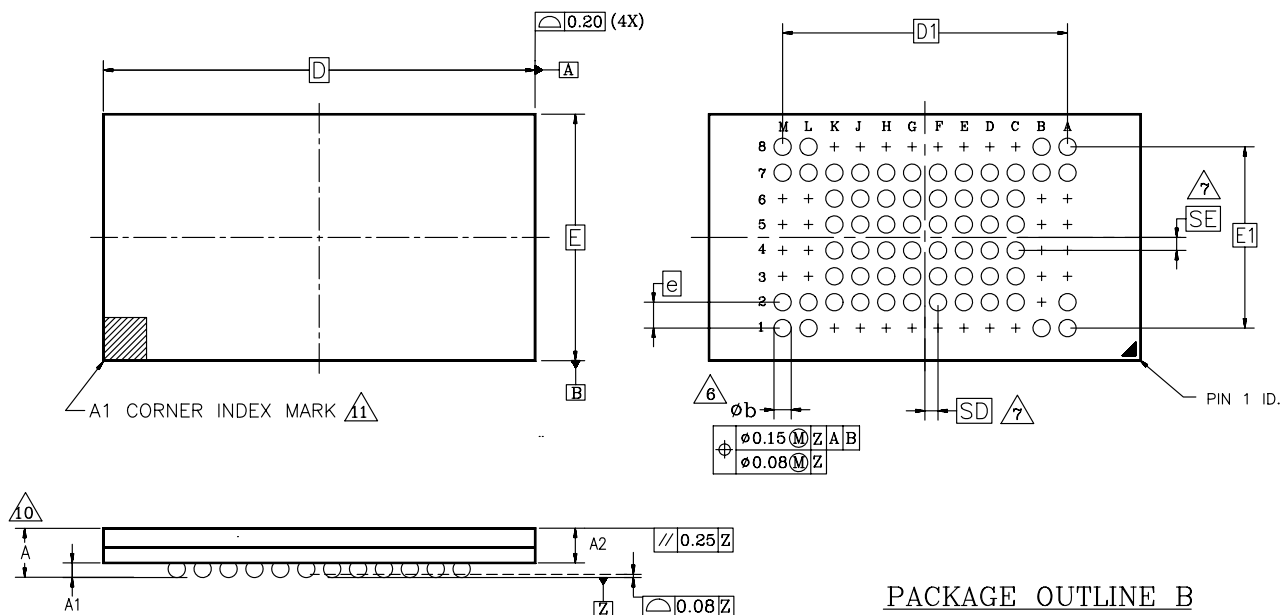 0.20 (4X)
D
A
D1
M L K J H G F E D C B A
8
7
6
5
4
3
2
1
E
B
7
SE
E1
e
A1 CORNER INDEX MARK 11
6
øb
SD 7
PIN 1 ID.
ø0.15 Ⓜ Z A B
ø0.08 Ⓜ Z
10
A
A1
A2
// 0.25 Z
Z
0.08 Z
PACKAGE OUTLINE B